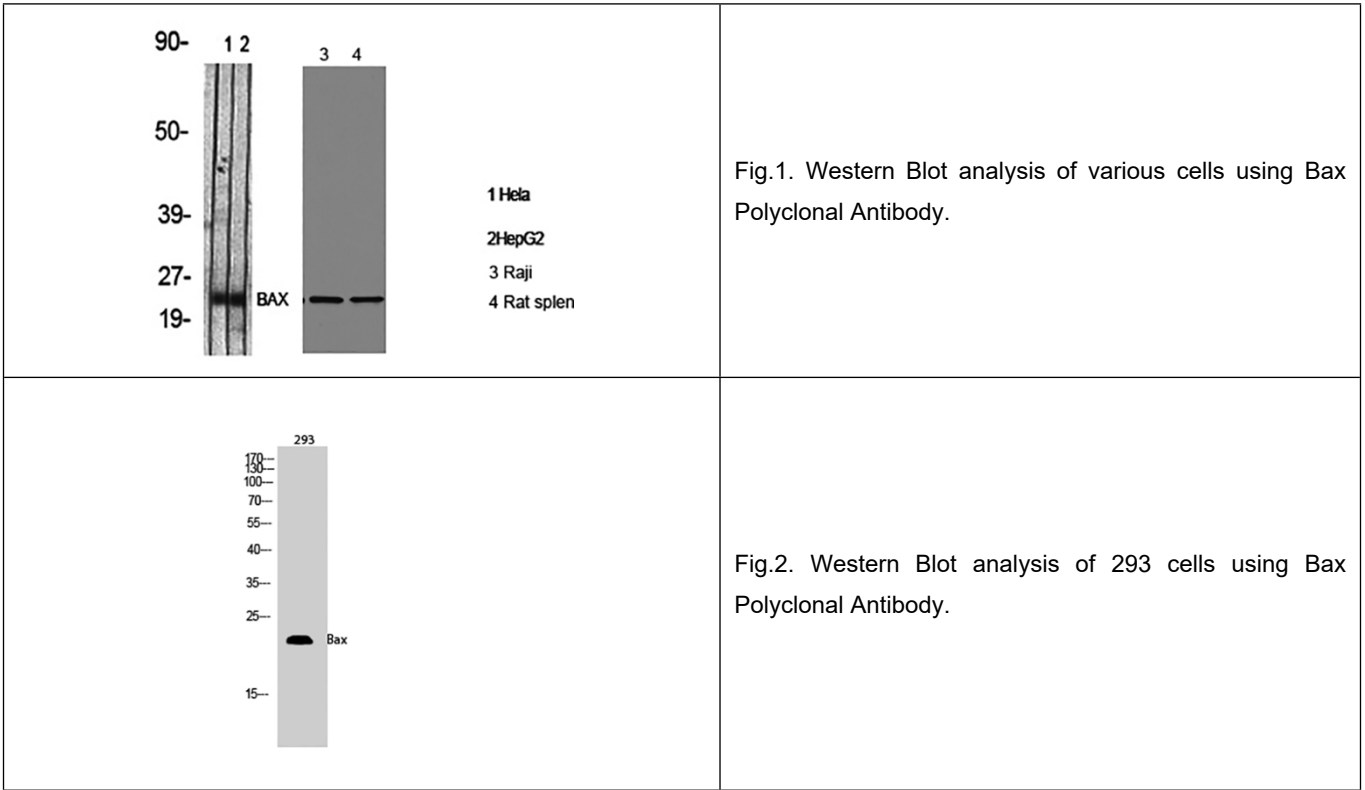 90- 1 2
3 4
50-
39-
27-
BAX
19-
1 Hela
2HepG2
3 Raji
4 Rat splen
Fig.1. Western Blot analysis of various cells using Bax
Polyclonal Antibody.
293
170—
130—
100—
70—
55—
40—
35—
25—
Bax
15—
Fig.2. Western Blot analysis of 293 cells using Bax
Polyclonal Antibody.